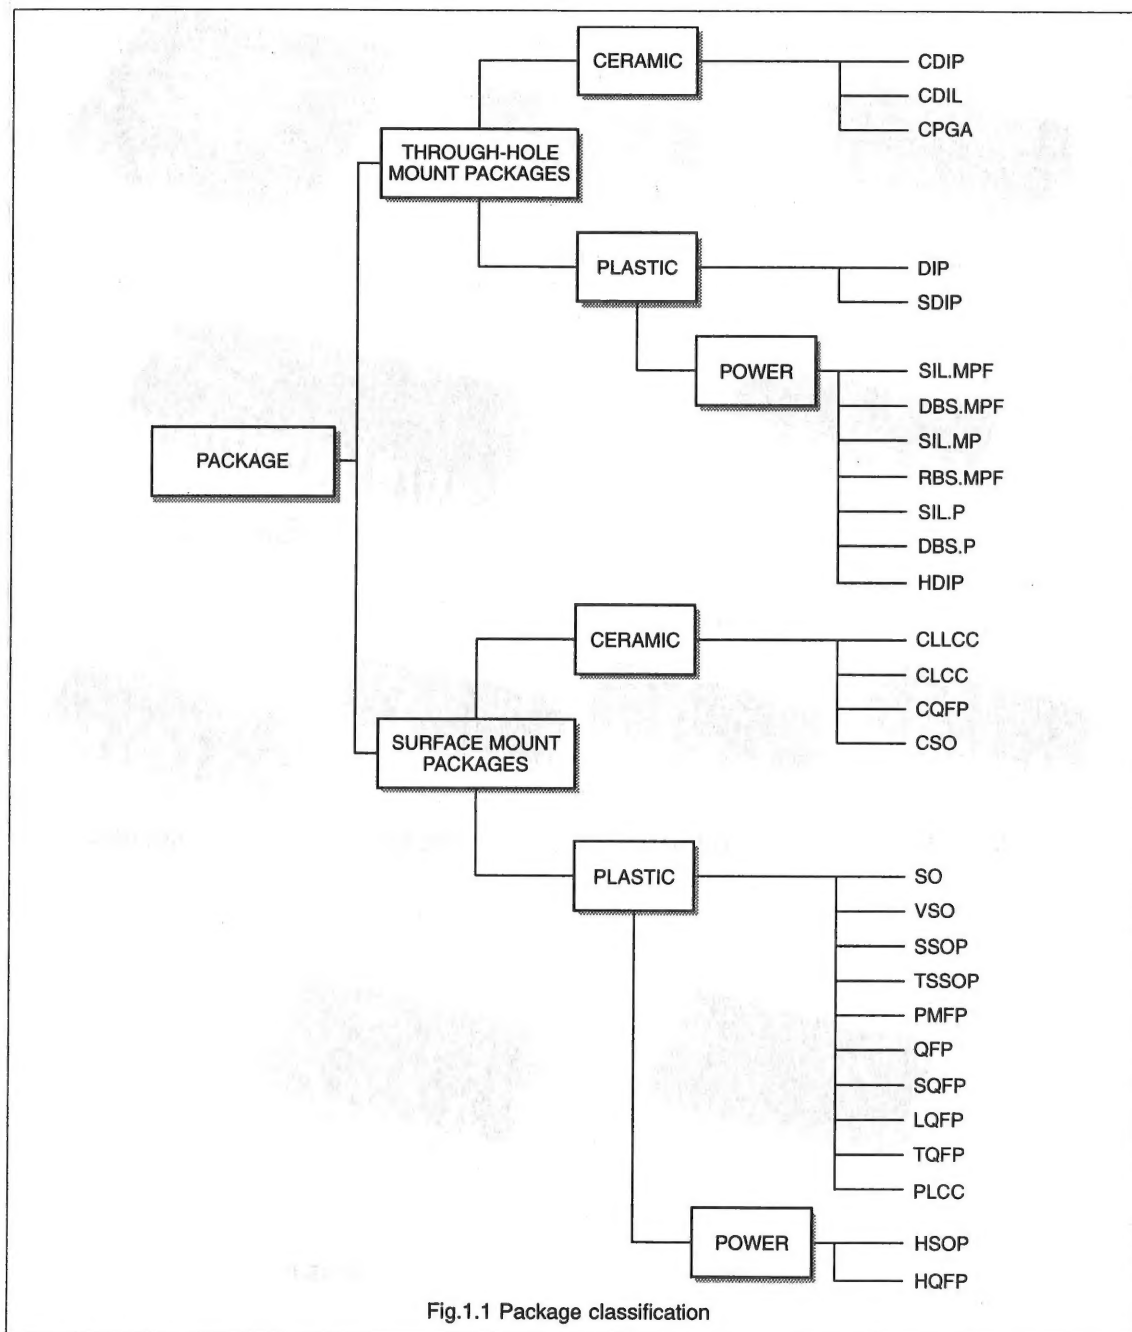 CERAMIC
CDIP
CDIL
CPGA
THROUGH-HOLE
MOUNT PACKAGES
PLASTIC
DIP
SDIP
POWER
SIL.MPF
DBS.MPF
SIL.MP
RBS.MPF
SIL.P
DBS.P
HDIP
PACKAGE
CERAMIC
CLLCC
CLCC
CQFP
CSO
SURFACE MOUNT
PACKAGES
PLASTIC
SO
VSO
SSOP
TSSOP
PMFP
QFP
SQFP
LQFP
TQFP
PLCC
POWER
HSOP
HQFP
Fig.1.1 Package classification